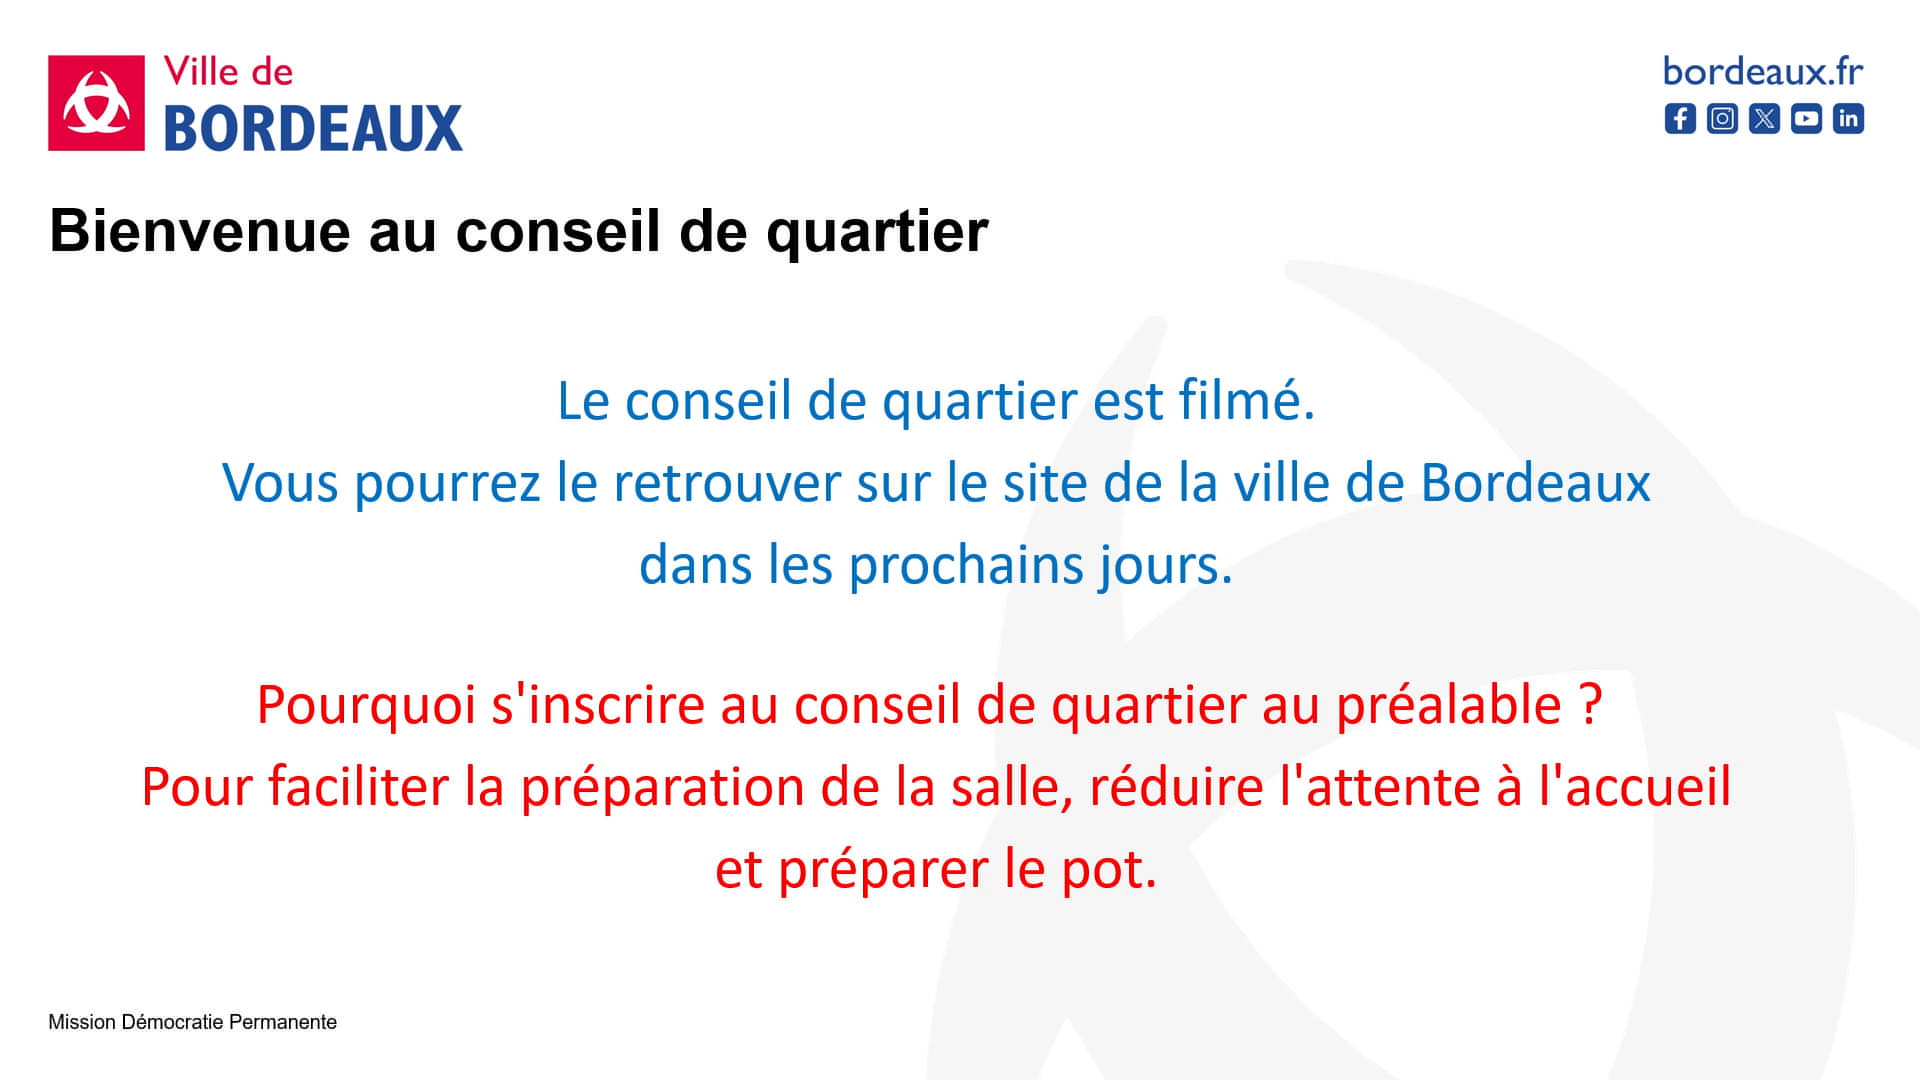 Ville de
BORDEAUX
bordeaux.fr
Bienvenue au conseil de quartier
Le conseil de quartier est filmé.
Vous pourrez le retrouver sur le site de la ville de Bordeaux
dans les prochains jours.
Pourquoi s'inscrire au conseil de quartier au préalable ?
Pour faciliter la préparation de la salle, réduire l'attente à l'accueil
et préparer le pot.
Mission Démocratie Permanente